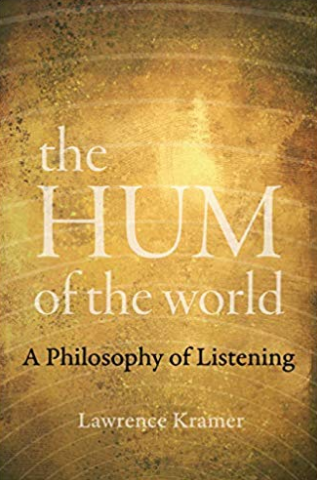 the
HUM
of the world
A Philosophy of Listening
Lawrence Kramer